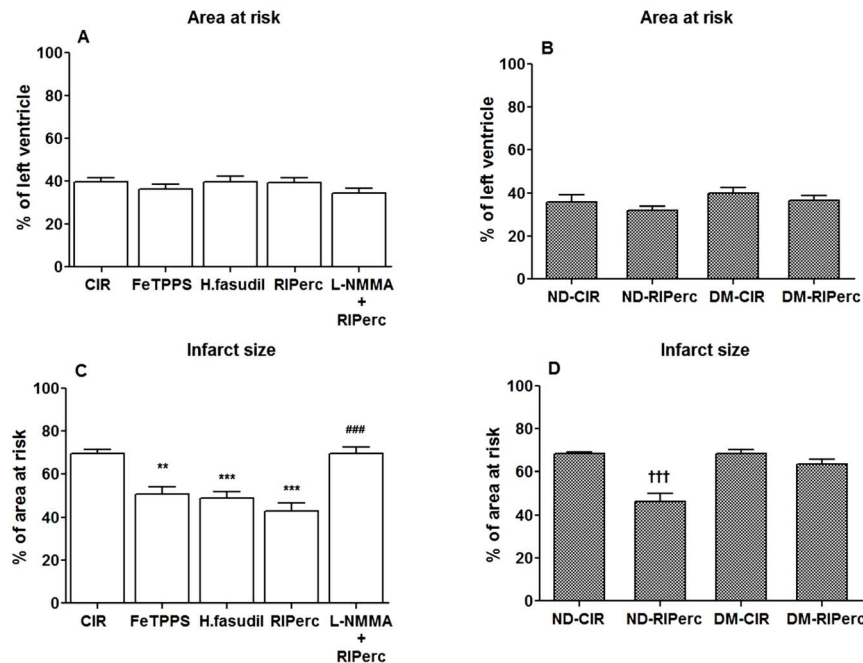 Area at risk
A
% of left ventricle
100
80
60
40
20
0
CIR FeTPPS H.fasudil RIPerc L-NMMA
+
RIPerc
Area at risk
B
% of left ventricle
100
80
60
40
20
0
ND-CIR ND-RIPerc DM-CIR DM-RIPerc
Infarct size
C
% of area at risk
100
80
60
40
20
0
** *** *** ###
CIR FeTPPS H.fasudil RIPerc L-NMMA
+
RIPerc
Infarct size
D
% of area at risk
100
80
60
40
20
0
†††
ND-CIR ND-RIPerc DM-CIR DM-RIPerc